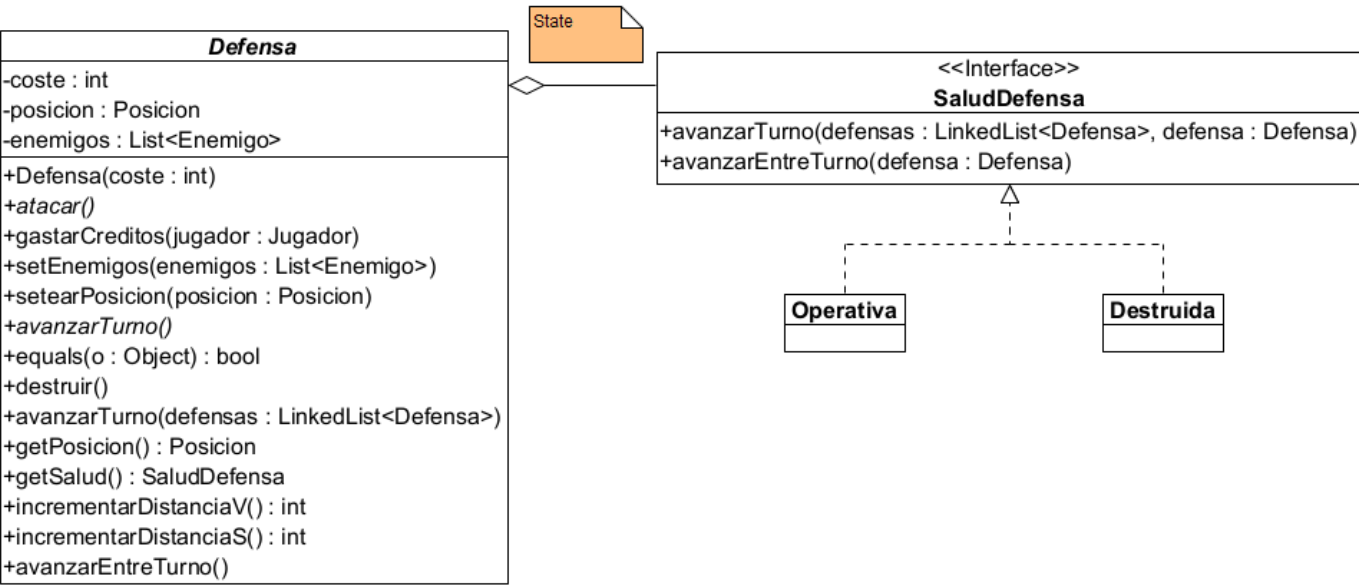 State
Defensa
-coste : int
-posicion : Posicion
-enemigos : List<Enemigo>
+Defensa(coste : int)
+atacar()
+gastarCreditos(jugador : Jugador)
+setEnemigos(enemigos : List<Enemigo>)
+setearPosicion(posicion : Posicion)
+avanzarTurno()
+equals(o : Object) : bool
+destruir()
+avanzarTurno(defensas : LinkedList<Defensa>)
+getPosicion() : Posicion
+getSalud() : SaludDefensa
+incrementarDistanciaV() : int
+incrementarDistanciaS() : int
+avanzarEntreTurno()
<<Interface>>
SaludDefensa
+avanzarTurno(defensas : LinkedList<Defensa>, defensa : Defensa)
+avanzarEntreTurno(defensa : Defensa)
Operativa
Destruida